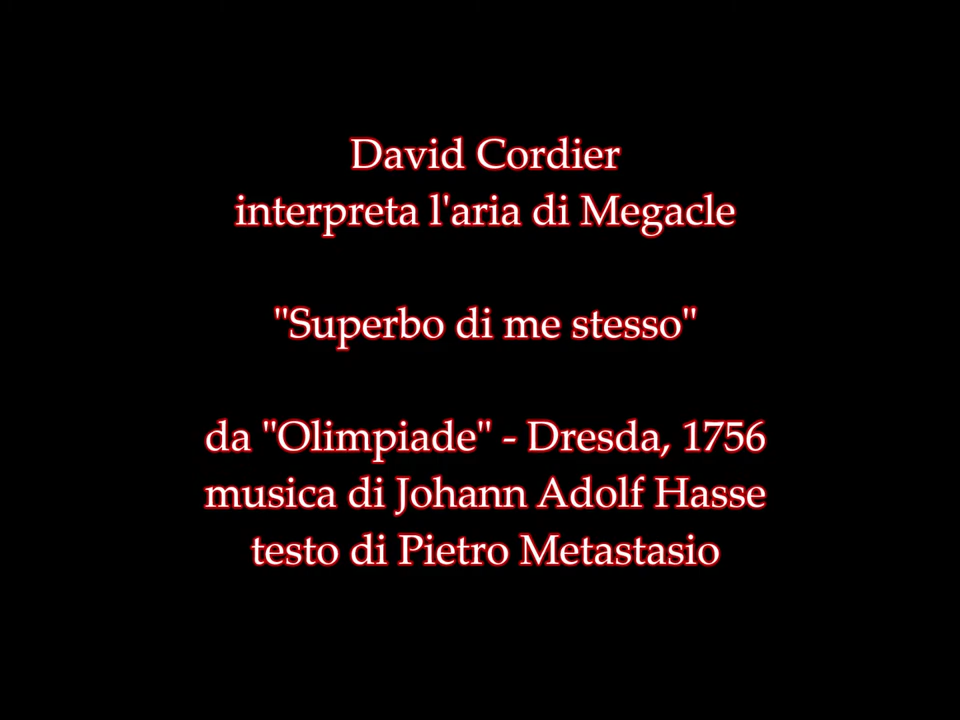 David Cordier
interpreta l'aria di Megacle
"Superbo di me stesso"
da "Olimpiade" - Dresda, 1756
musica di Johann Adolf Hasse
testo di Pietro Metastasio